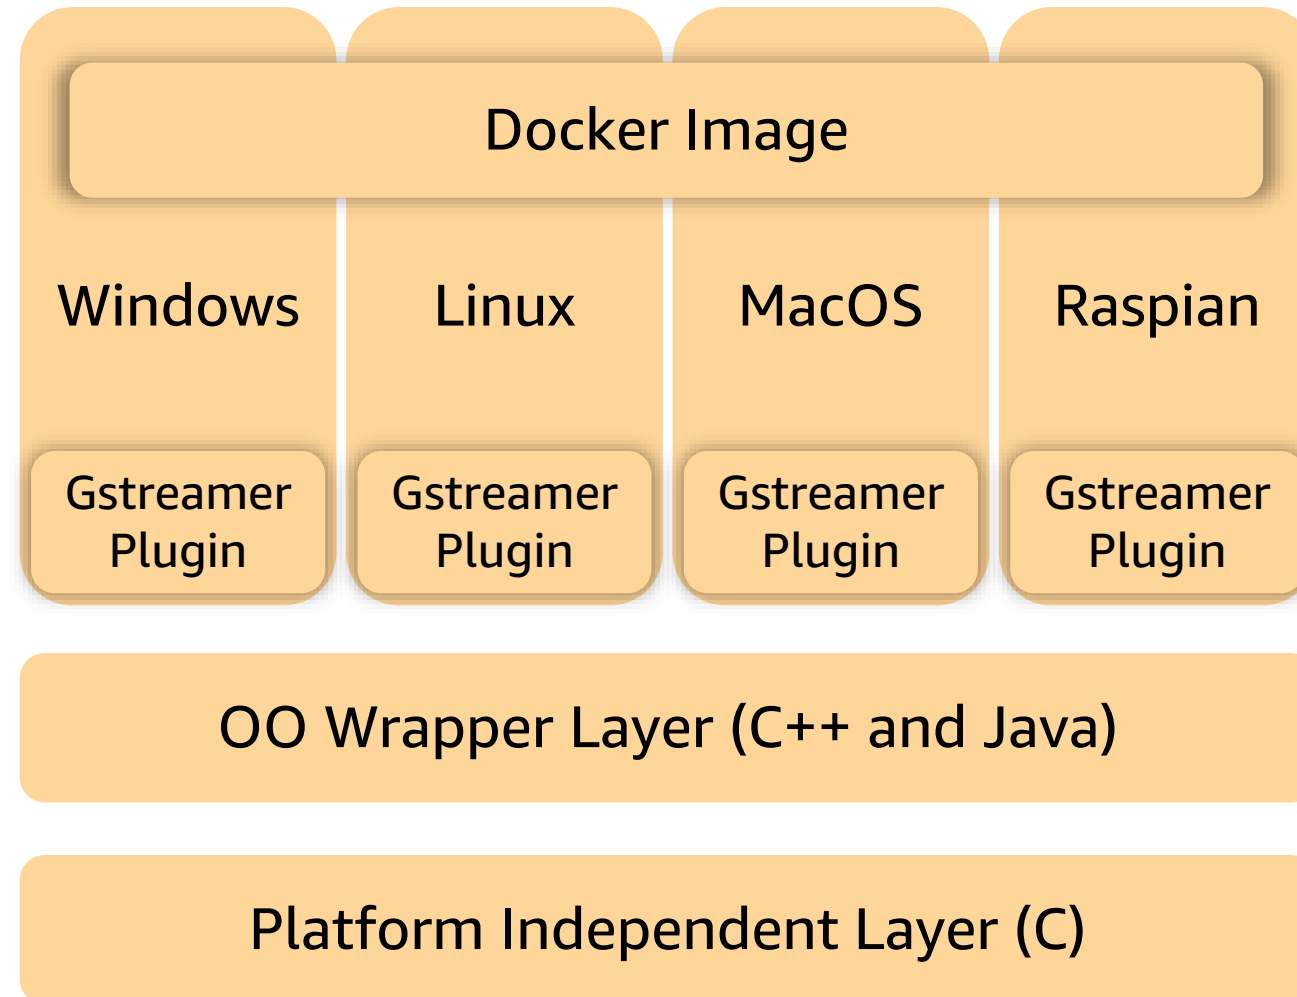 Docker Image
Windows
Linux
MacOS
Raspian
Gstreamer
Plugin
Gstreamer
Plugin
Gstreamer
Plugin
Gstreamer
Plugin
OO Wrapper Layer (C++ and Java)
Platform Independent Layer (C)